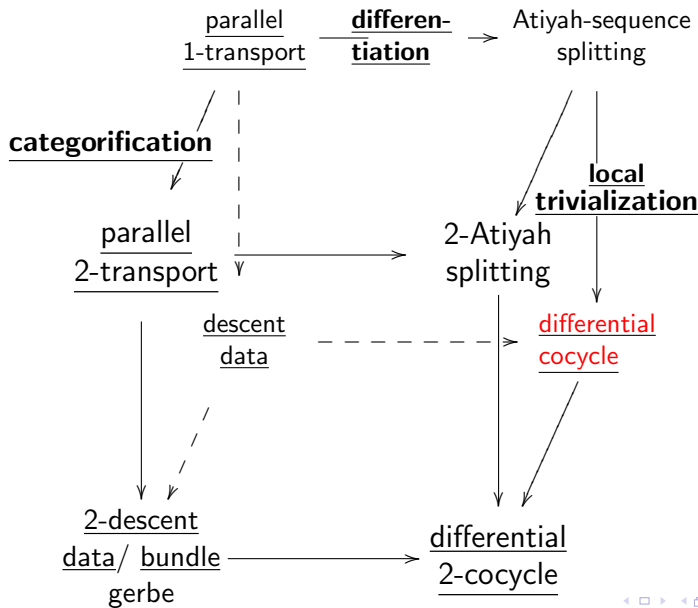 parallel
1-transport
differen-
tiation
Atiyah-sequence
splitting
categorification
local
trivialization
parallel
2-transport
2-Atiyah
splitting
descent
data
differential
cocycle
2-descent
data/ bundle
gerbe
differential
2-cocycle